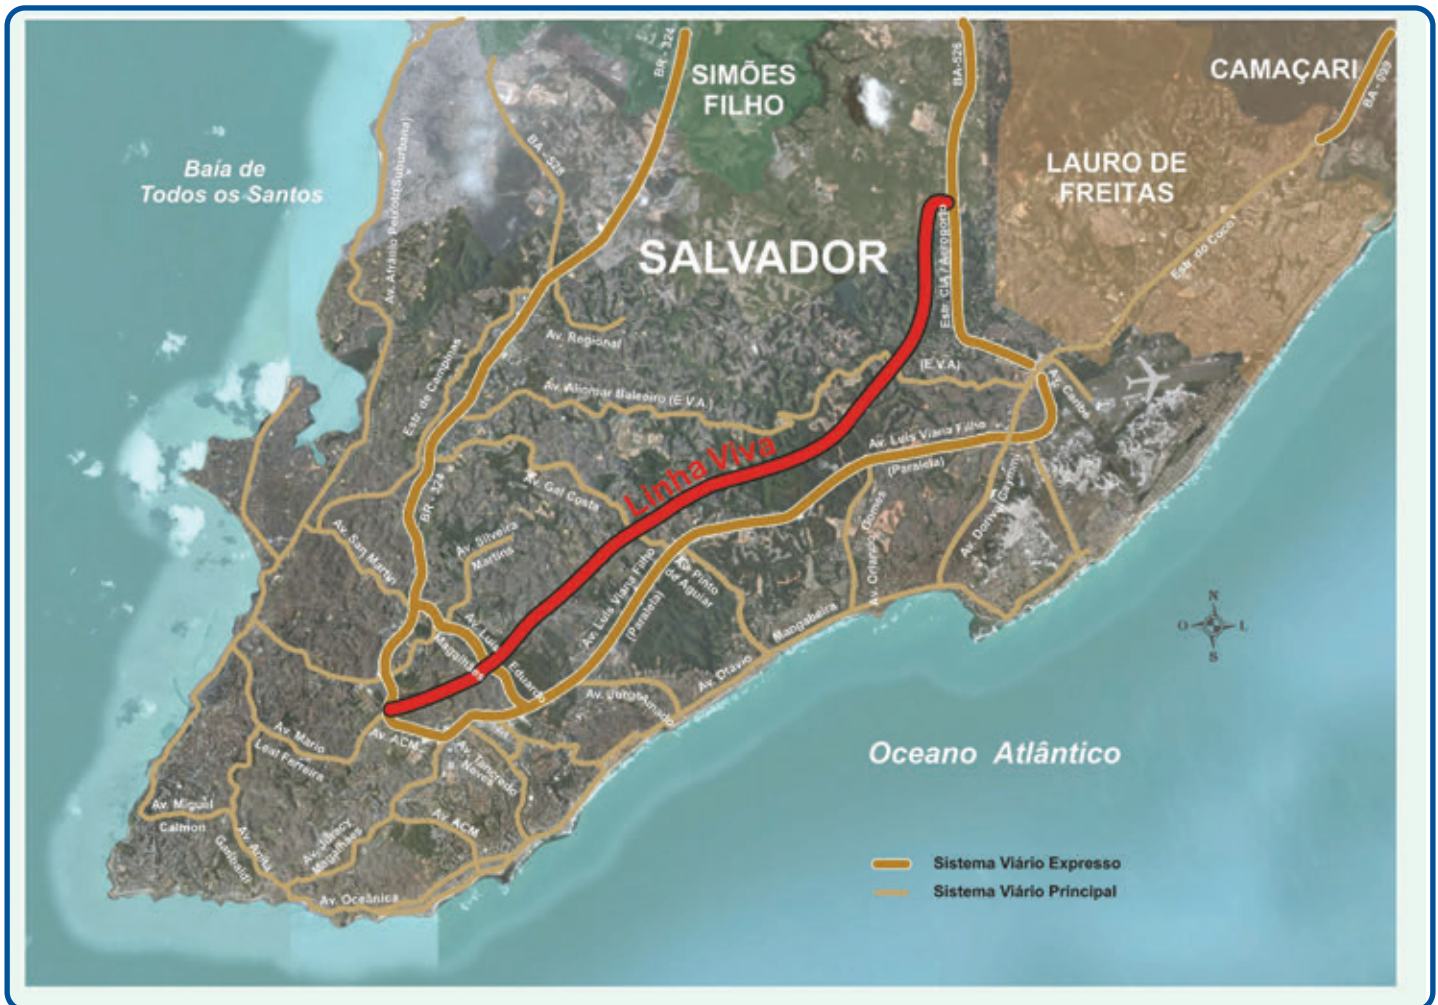 BR - 324
SIMÕES
FILHO
BA-526
CAMAÇARI
BA - 099
Baía de
Todos os Santos
BA - 528
LAURO DE
FREITAS
Av. Afrânio Peixoto(Suburbana)
SALVADOR
Estr. CIA / Aeroporto
Estr. do Coco
Av. Regional
Estr. de Campinas
(E.V.A)
Av. Aliomar Baleeiro (E.V.A.)
Av. Caribé
Linha Viva
Av. Luis Viana Filho
(Paralela)
BR - 324
Av. Gal Costa
Av. San Martin
Av. Silveira
Martins
Av. Orlando Gomes
Av. Dorival Caymmi
Av. Luis Viana Filho
(Paralela)
Av. Pinto
de Aguiar
Av. Luis Eduardo
Magalhães
Av. Otávio Mangabeira
N
O
L
S
Av. Jorge Amado
Av. Mario
Leal Ferreira
Av. ACM
Av. Tancredo
Neves
Oceano Atlântico
Av. Miguel
Calmon
Av. Anita
Garibaldi
Av. Juracy
Magalhães
Av. ACM
Av. Oceânica
Sistema Viário Expresso
Sistema Viário Principal